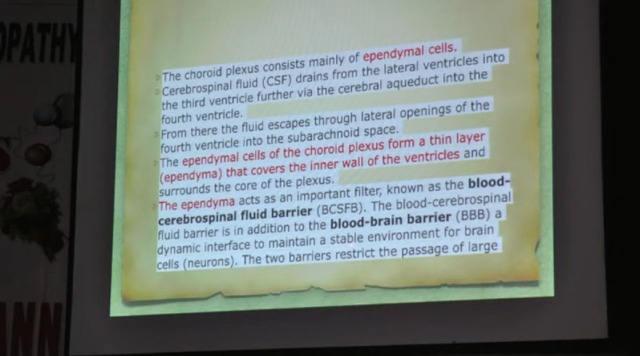 OPATHY
ANN
The choroid plexus consists mainly of ependymal cells.
Cerebrospinal fluid (CSF) drains from the lateral ventricles into
the third ventricle further via the cerebral aqueduct into the
fourth ventricle.
From there the fluid escapes through lateral openings of the
fourth ventricle into the subarachnoid space.
The ependymal cells of the choroid plexus form a thin layer
(ependyma) that covers the inner wall of the ventricles and
surrounds the core of the plexus.
The ependyma acts as an important filter, known as the blood-
cerebrospinal fluid barrier (BCSFB). The blood-cerebrospinal
fluid barrier is in addition to the blood-brain barrier (BBB) a
dynamic interface to maintain a stable environment for brain
cells (neurons). The two barriers restrict the passage of large